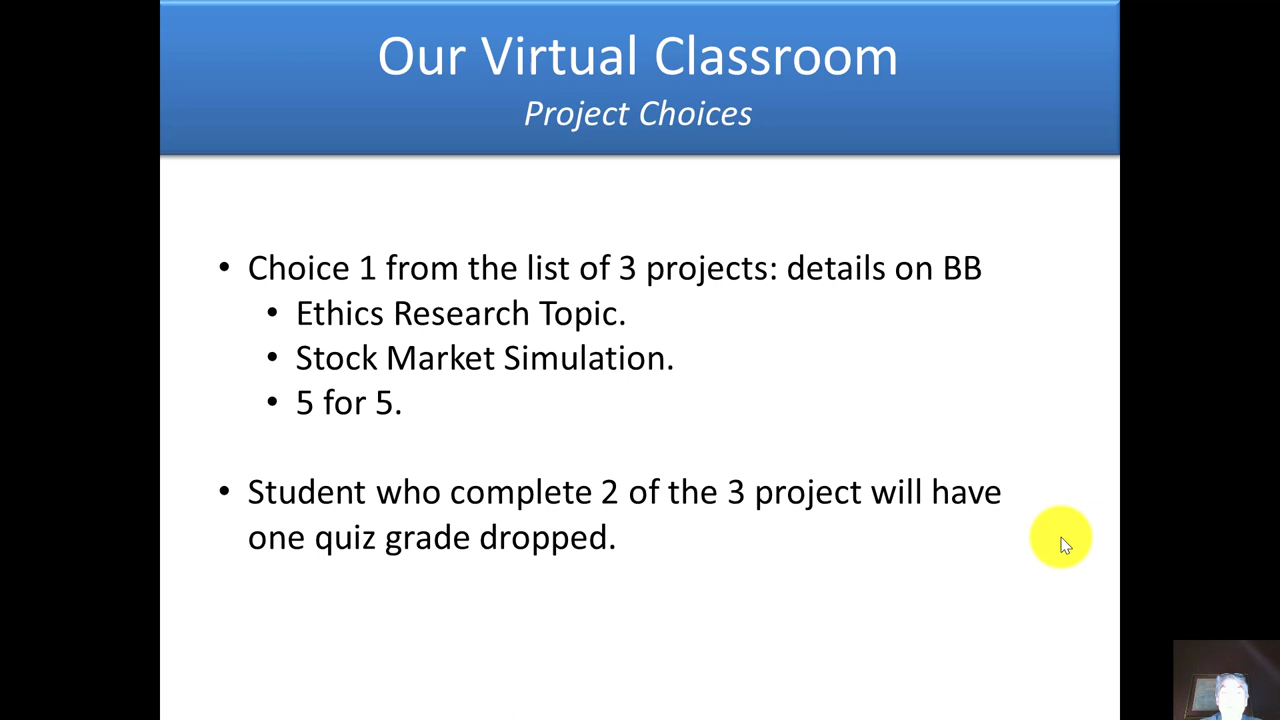 Our Virtual Classroom
Project Choices
• Choice 1 from the list of 3 projects: details on BB
• Ethics Research Topic.
• Stock Market Simulation.
• 5 for 5.
• Student who complete 2 of the 3 project will have
one quiz grade dropped.